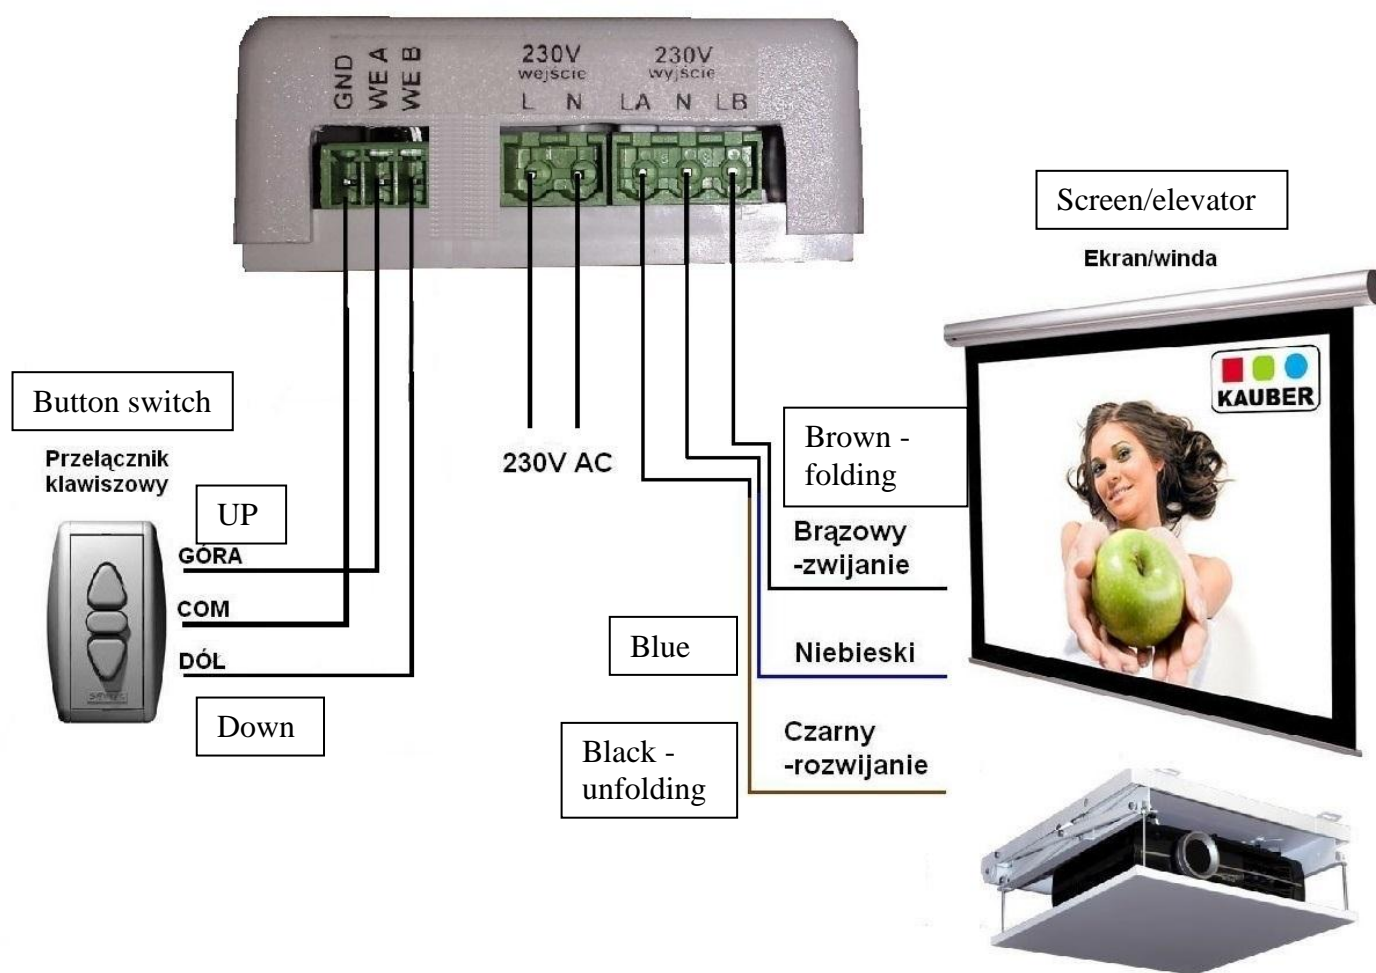 GND
WE A
WE B
230V
wejście
L N
230V
wyjście
LA N LB
Screen/elevator
Ekran/winda
KAUBER
Button switch
Przełącznik
klawiszowy
UP
GÓRA
COM
DÓL
Down
230V AC
Brown -
folding
Brązowy
-zwijanie
Blue
Niebieski
Black -
unfolding
Czarny
-rozwijanie